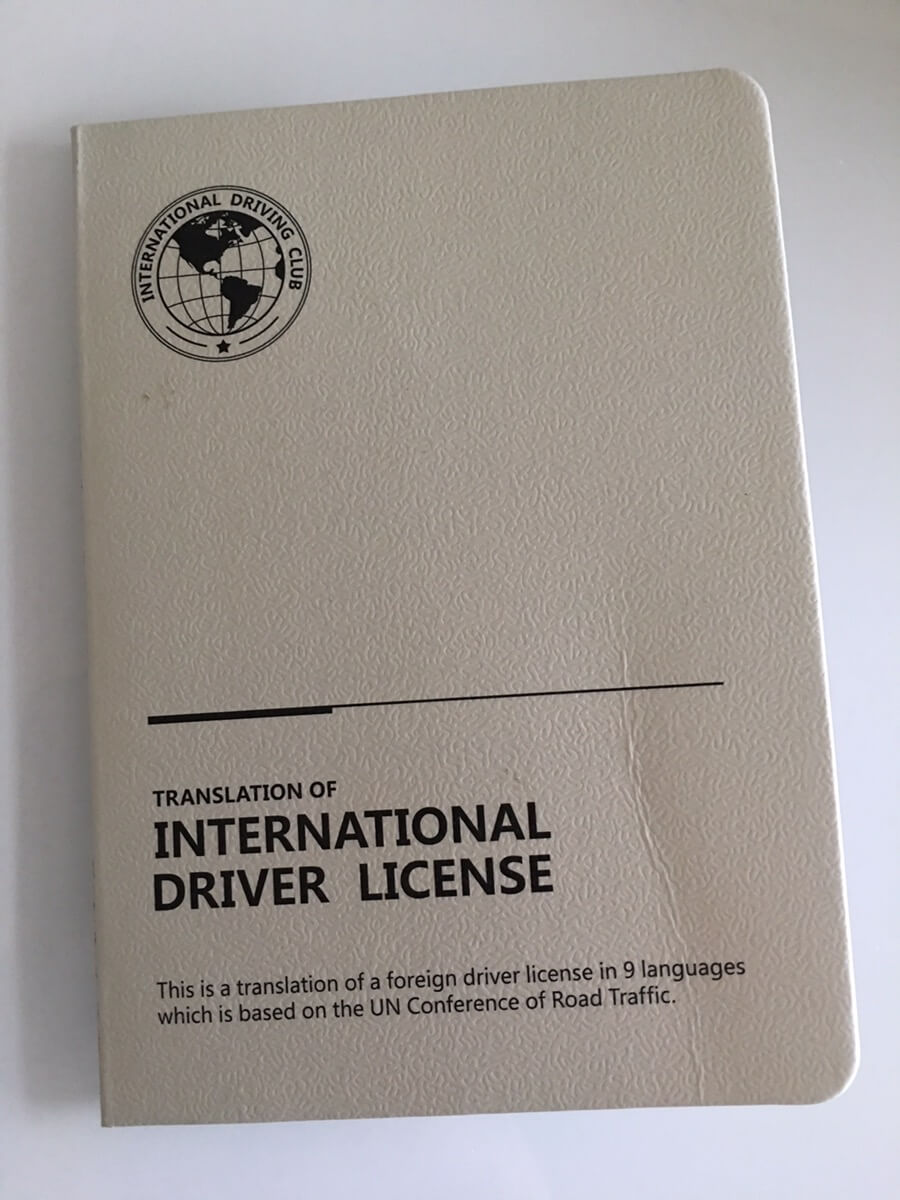 INTERNATIONAL DRIVING CLUB
TRANSLATION OF
INTERNATIONAL
DRIVER LICENSE
This is a translation of a foreign driver license in 9 languages
which is based on the UN Conference of Road Traffic.